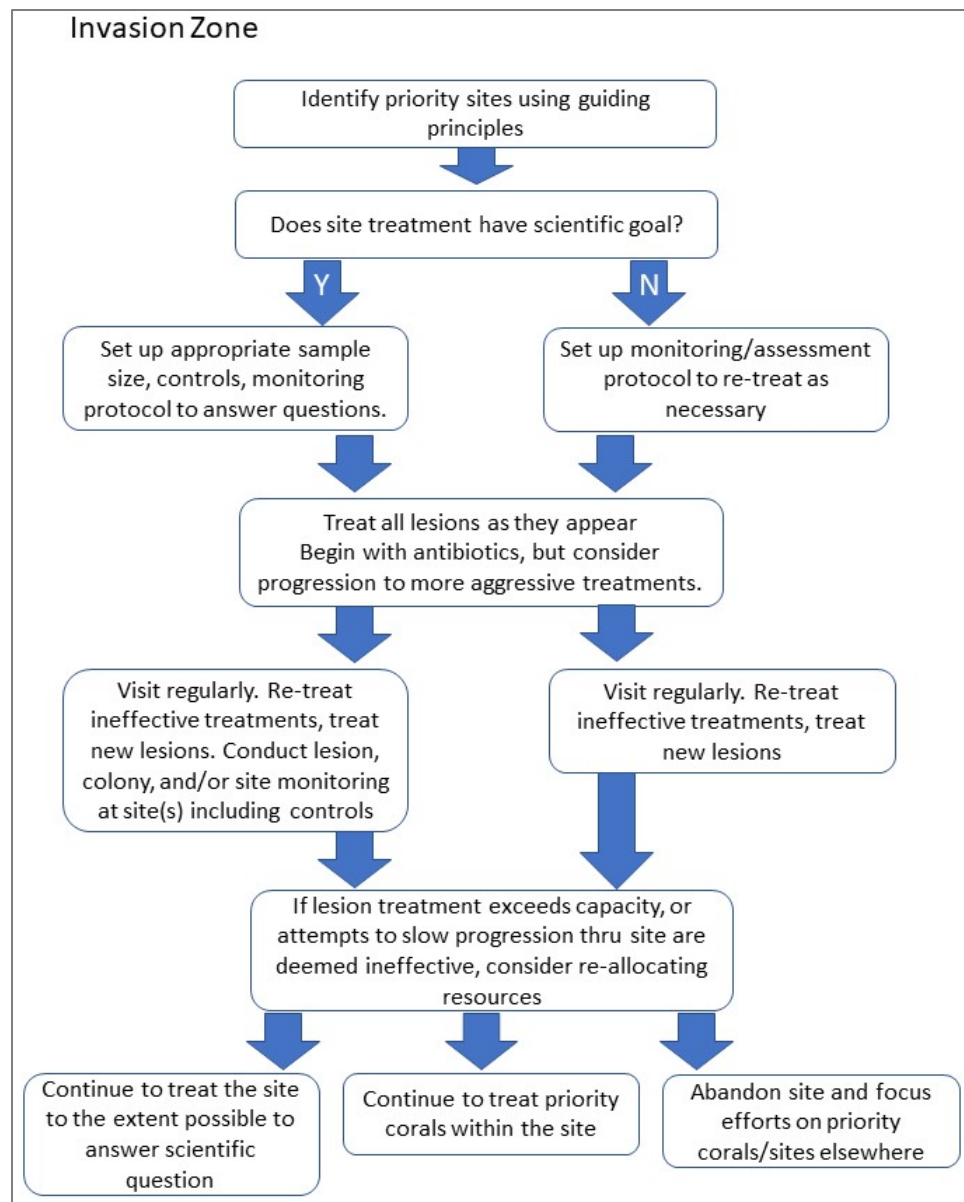 Invasion Zone
Identify priority sites using guiding
principles
Does site treatment have scientific goal?
Y
N
Set up appropriate sample
size, controls, monitoring
protocol to answer questions.
Set up monitoring/assessment
protocol to re-treat as
necessary
Treat all lesions as they appear
Begin with antibiotics, but consider
progression to more aggressive treatments.
Visit regularly. Re-treat
ineffective treatments, treat
new lesions. Conduct lesion,
colony, and/or site monitoring
at site(s) including controls
Visit regularly. Re-treat
ineffective treatments, treat
new lesions
If lesion treatment exceeds capacity, or
attempts to slow progression thru site are
deemed ineffective, consider re-allocating
resources
Continue to treat the site
to the extent possible to
answer scientific
question
Continue to treat priority
corals within the site
Abandon site and focus
efforts on priority
corals/sites elsewhere